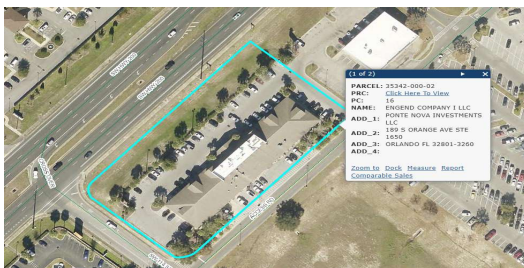 (1 of 2)
PARCEL: 35342-000-02
PRC: Click Here To View
PC: 16
NAME: ENGEND COMPANY I LLC
ADD_1: PONTE NOVA INVESTMENTS
LLC
ADD_2: 189 S ORANGE AVE STE
1650
ADD_3: ORLANDO FL 32801-3260
ADD_4:
Zoom to Dock Measure Report
Comparable Sales